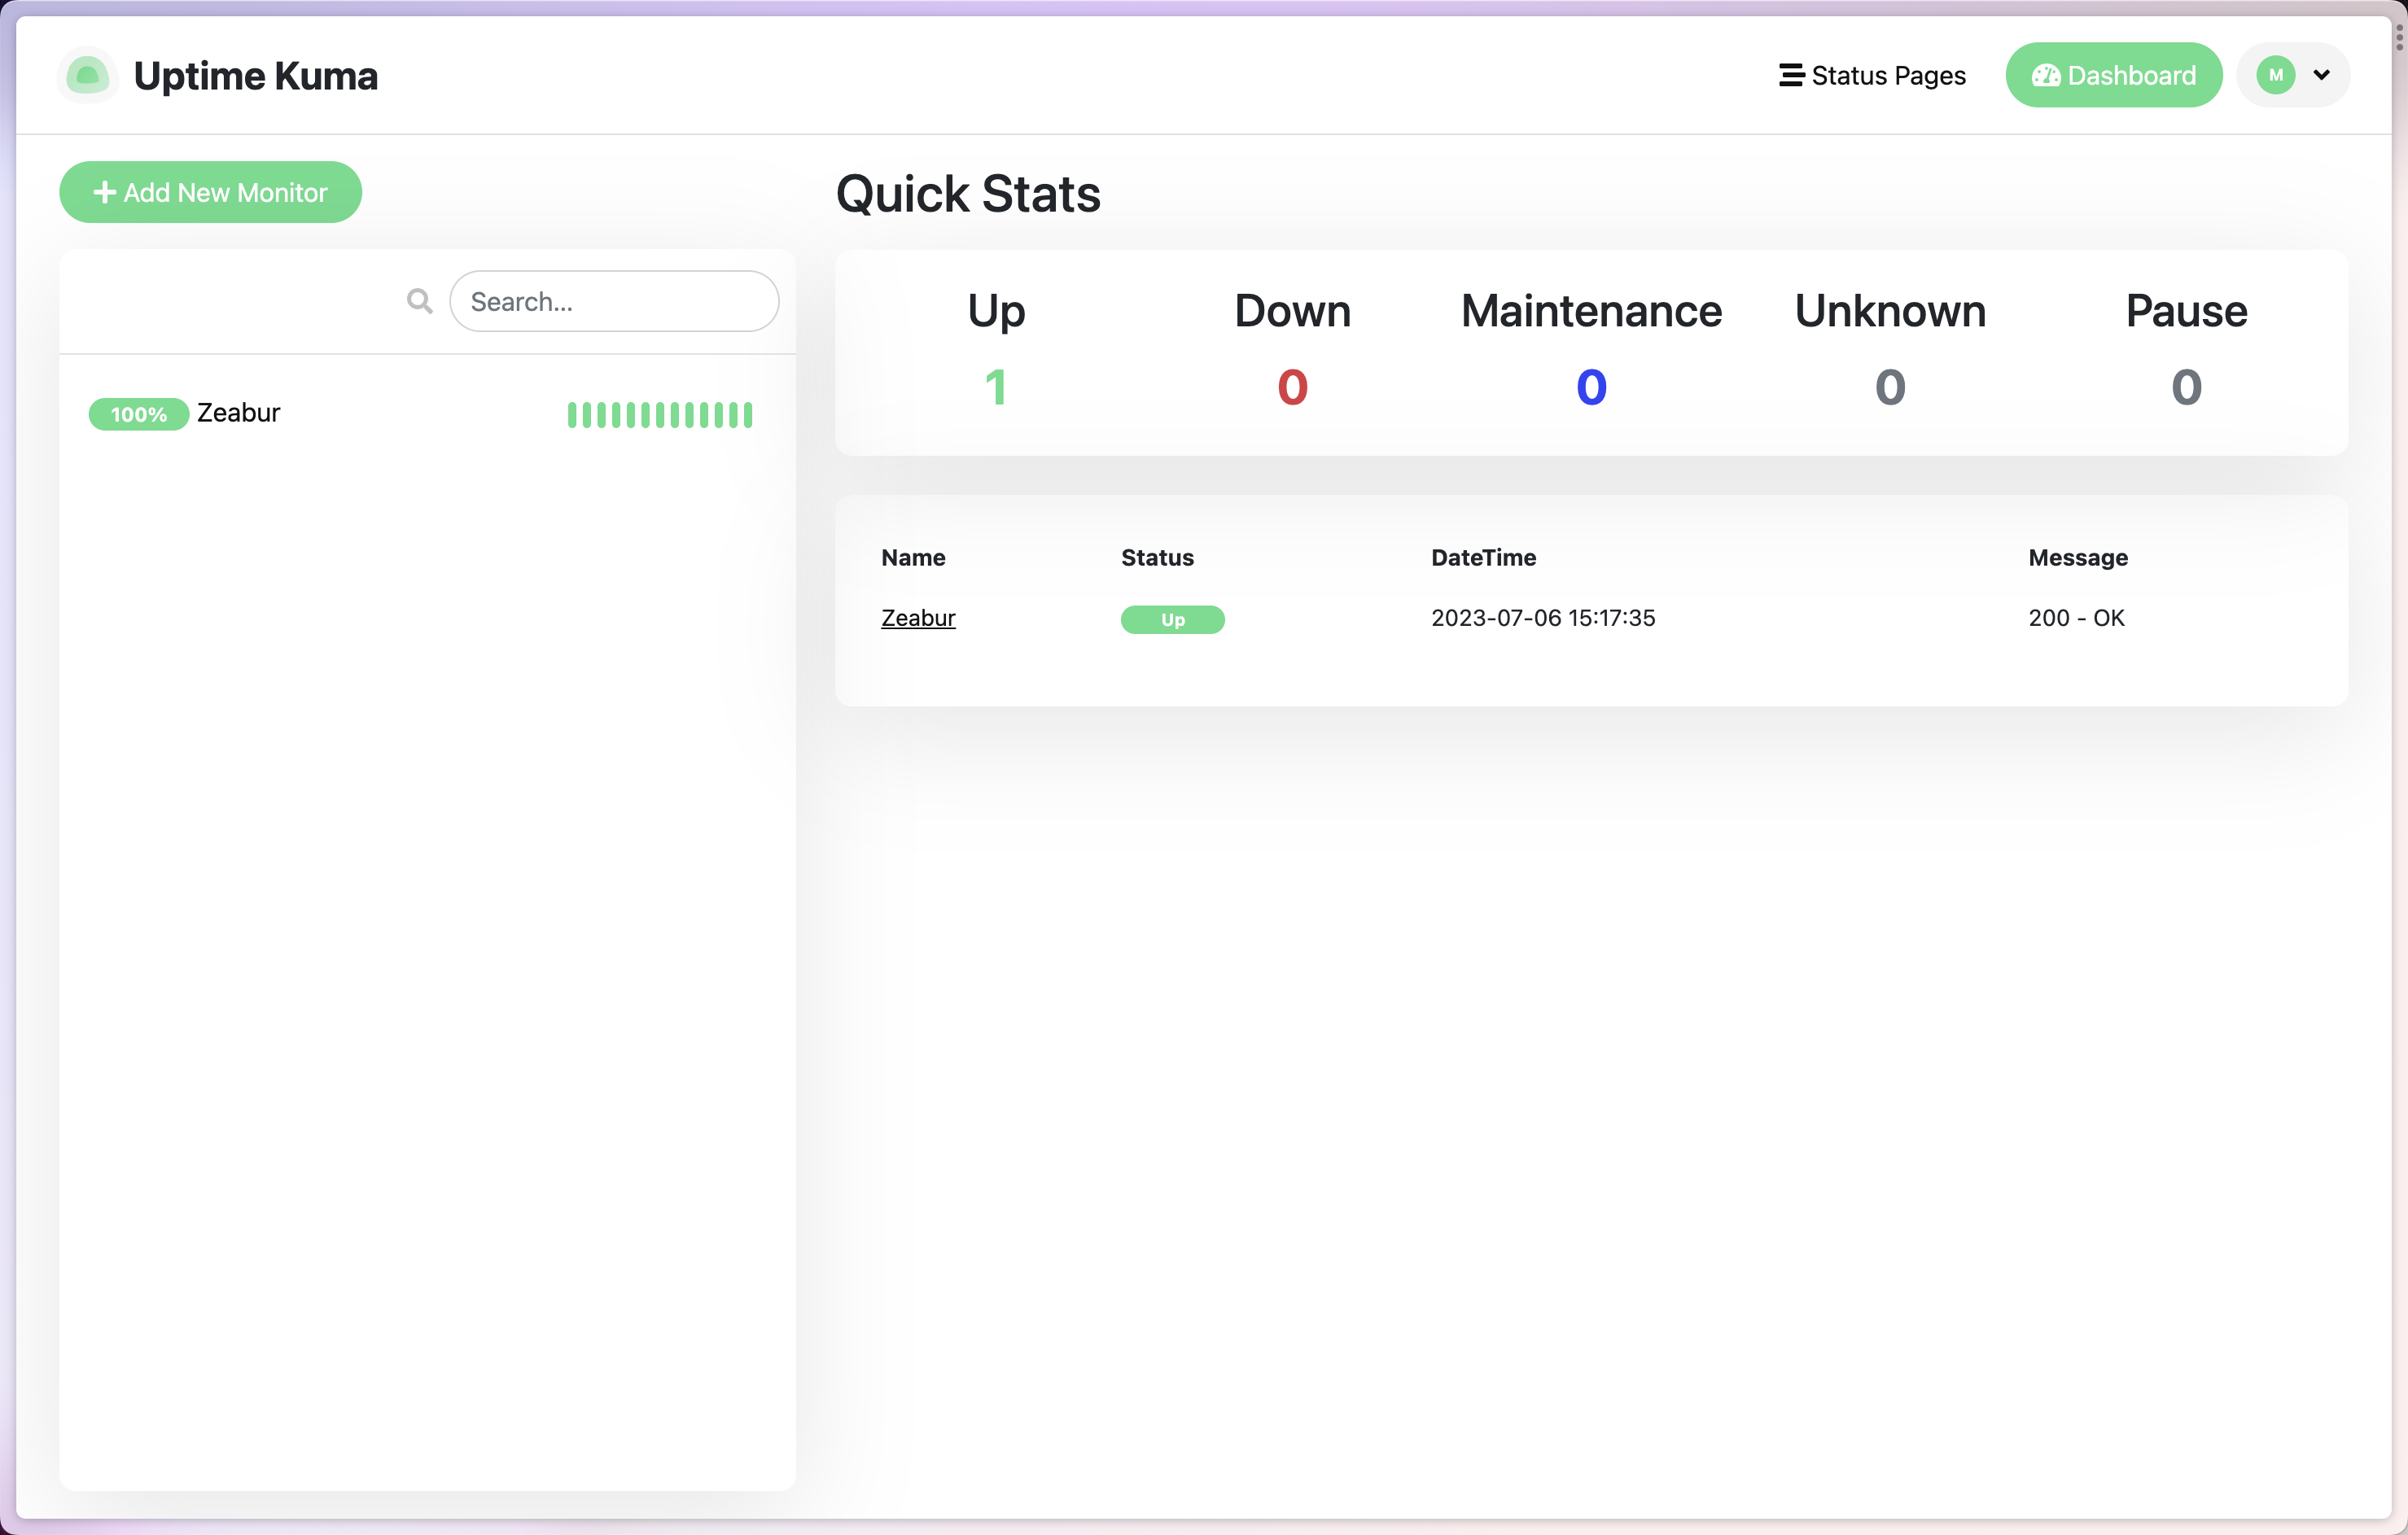 Uptime Kuma
Status Pages
Dashboard
M
Add New Monitor
Search...
100% Zeabur
Quick Stats
Up Down Maintenance Unknown Pause
1 0 0 0 0
Name Status DateTime Message
Zeabur Up 2023-07-06 15:17:35 200 - OK